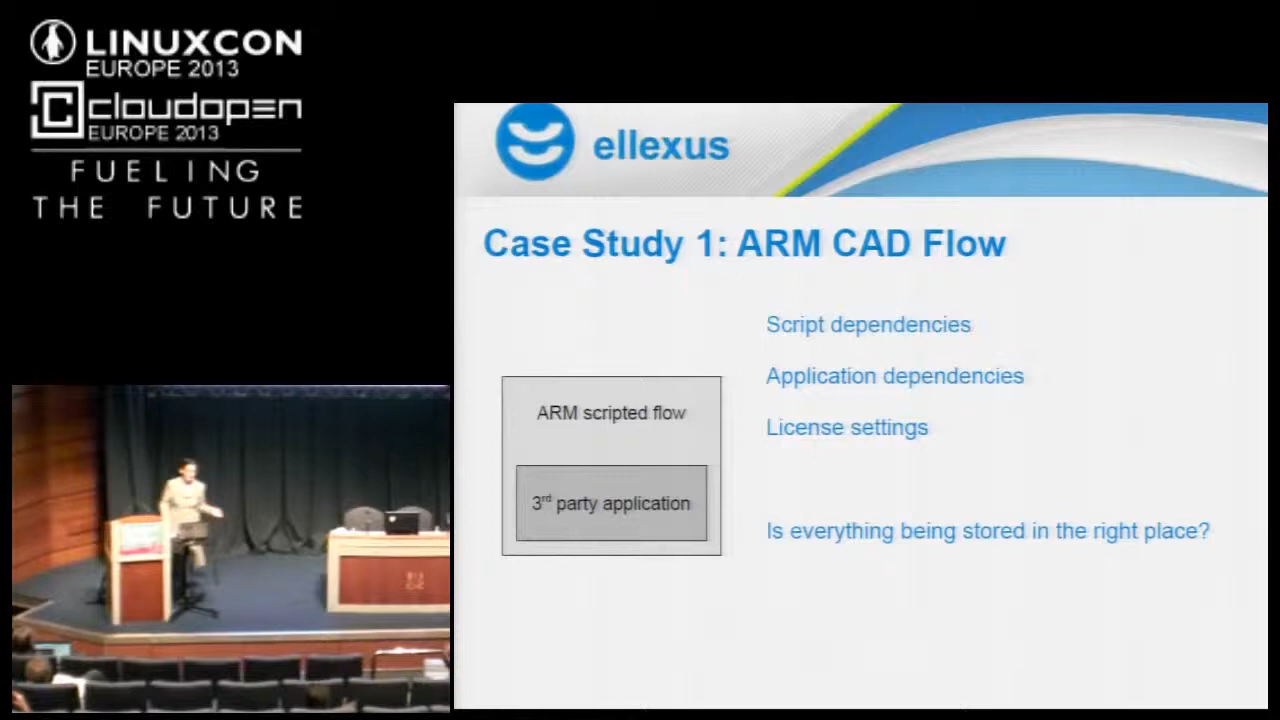 LINUXCON
EUROPE 2013
cloudopen
EUROPE 2013
FUELING
THE FUTURE
ellexus
Case Study 1: ARM CAD Flow
Script dependencies
Application dependencies
License settings
Is everything being stored in the right place?
ARM scripted flow
3rd party application